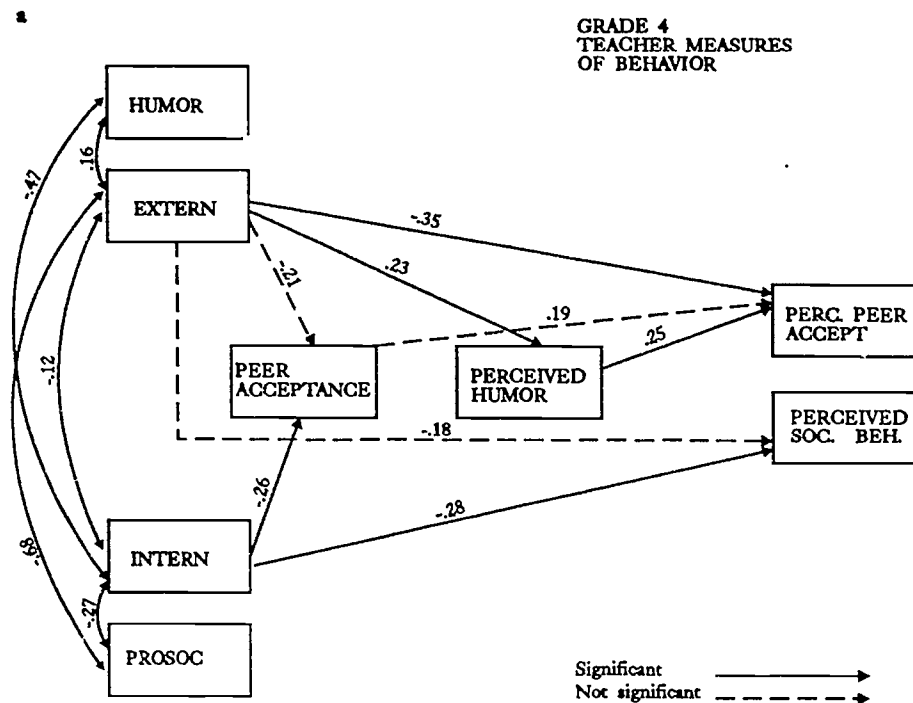 a
GRADE 4
TEACHER MEASURES
OF BEHAVIOR
HUMOR
-.47
.16
EXTERN
-.35
.23
-.21
.19
PERC. PEER
ACCEPT
.25
-.12
PEER
ACCEPTANCE
PERCEIVED
HUMOR
PERCEIVED
SOC. BEH.
-.18
-.26
-.28
INTERN
-.68
-.27
PROSOC
Significant
Not significant